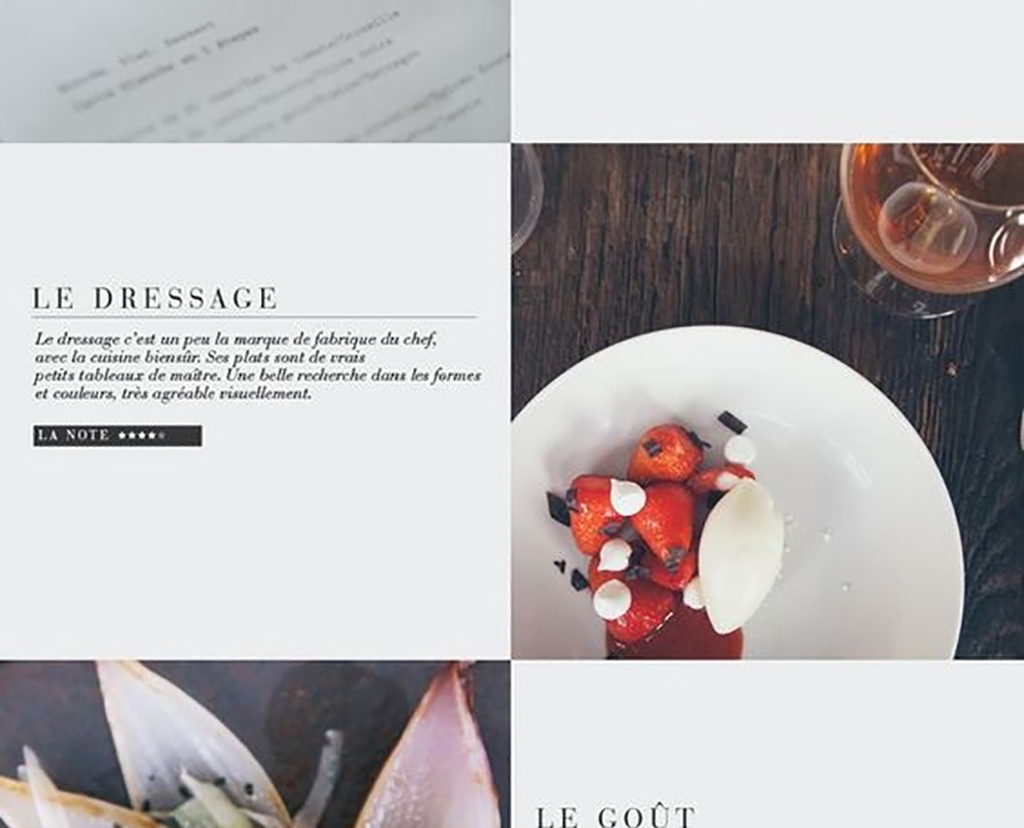 Entrée, Plat, Dessert
LE DRESSAGE
Le dressage c'est un peu la marque de fabrique du chef,
avec la cuisine biensûr. Ses plats sont de vrais
petits tableaux de maître. Une belle recherche dans les formes
et couleurs, très agréable visuellement.
LA NOTE ★★★★★
LE GOÛT